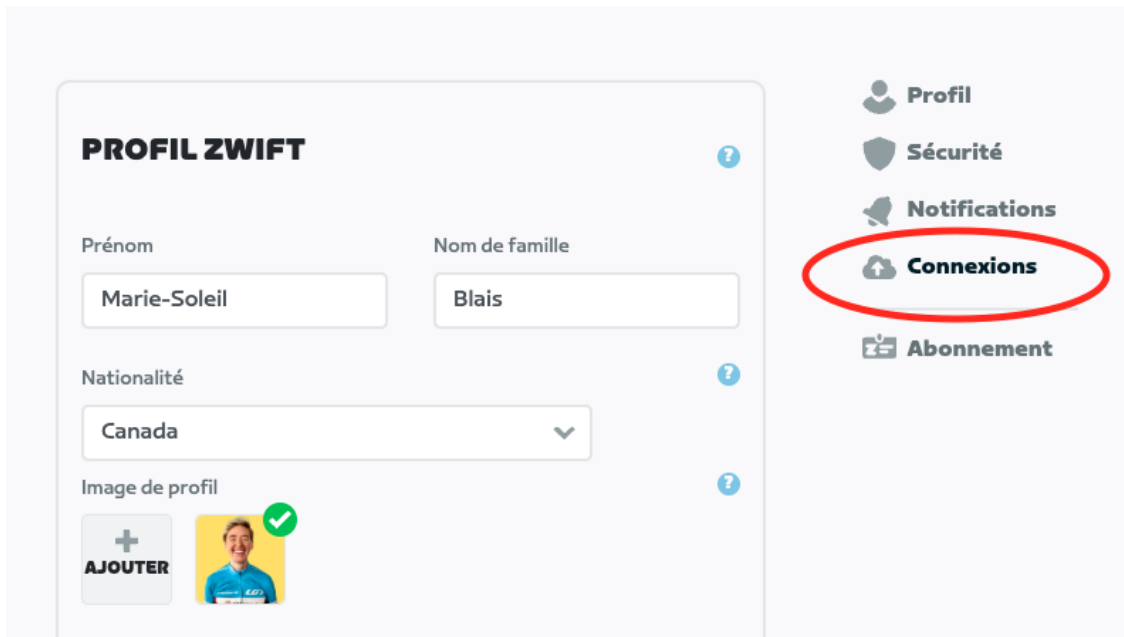 PROFIL ZWIFT
?
Prénom
Nom de famille
Marie-Soleil
Blais
Nationalité
?
Canada
Image de profil
?
AJOUTER
Profil
Sécurité
Notifications
Connexions
Abonnement